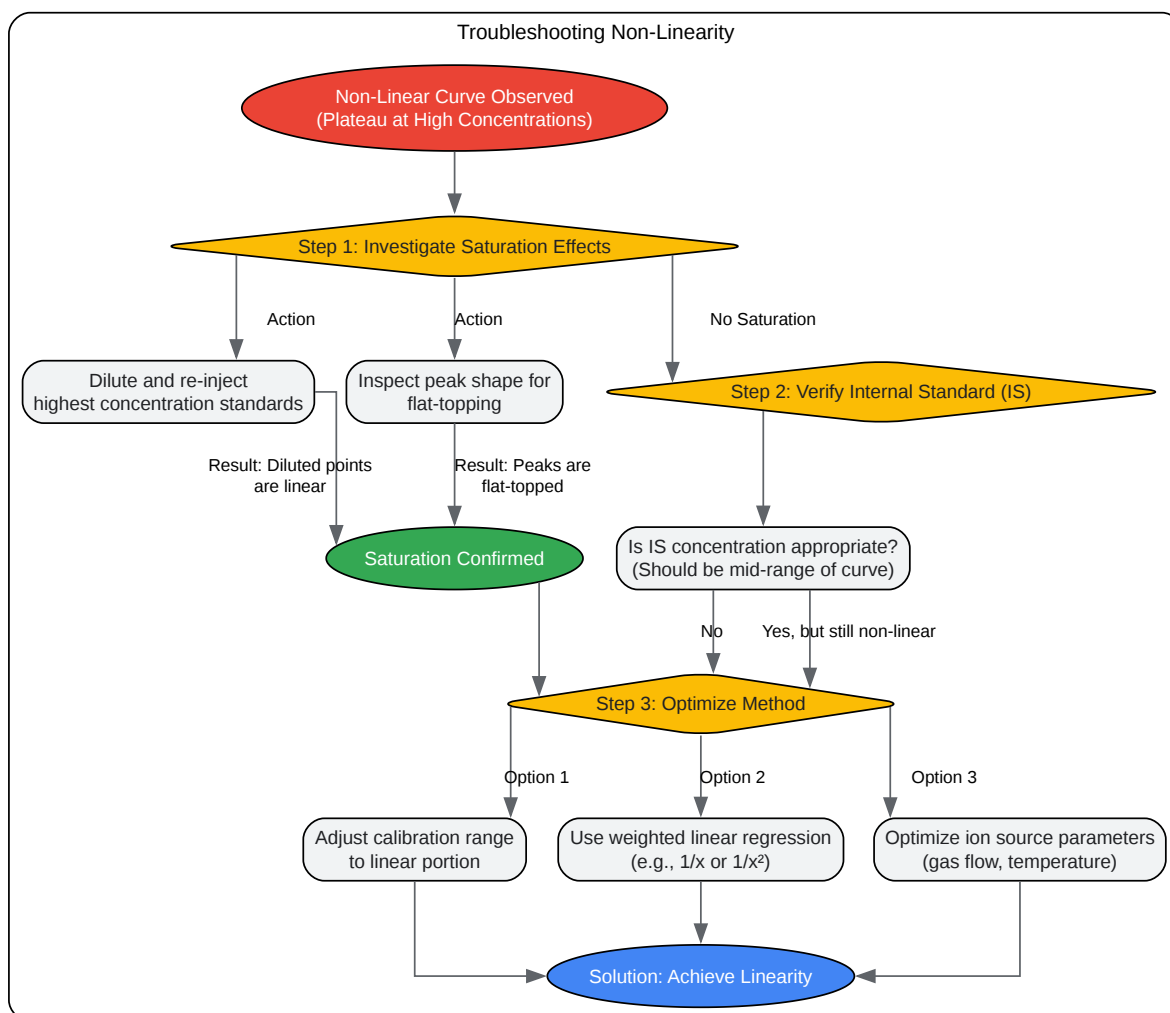 Troubleshooting Non-Linearity
Non-Linear Curve Observed
(Plateau at High Concentrations)
Step 1: Investigate Saturation Effects
Action
Action
No Saturation
Dilute and re-inject
highest concentration standards
Inspect peak shape for
flat-topping
Step 2: Verify Internal Standard (IS)
Result: Diluted points
are linear
Result: Peaks are
flat-topped
Saturation Confirmed
Is IS concentration appropriate?
(Should be mid-range of curve)
No
Yes, but still non-linear
Step 3: Optimize Method
Option 1
Option 2
Option 3
Adjust calibration range
to linear portion
Use weighted linear regression
(e.g., 1/x or 1/x²)
Optimize ion source parameters
(gas flow, temperature)
Solution: Achieve Linearity